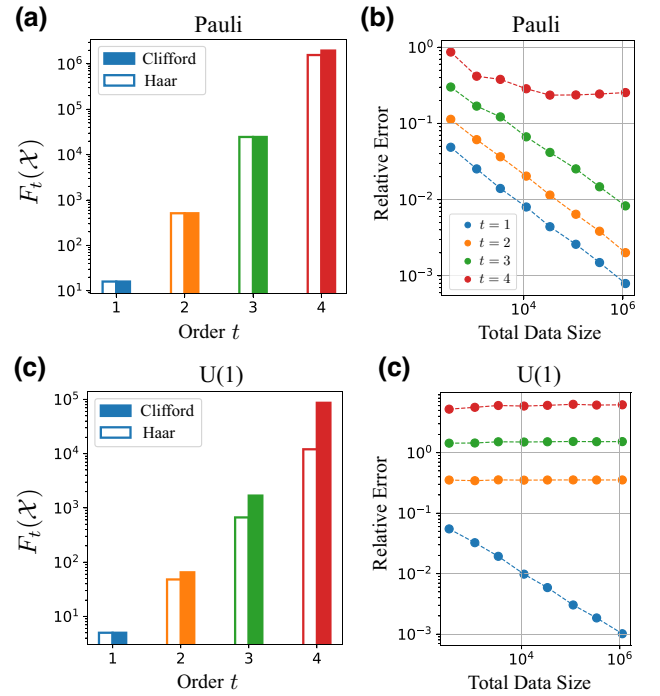 (a)
Pauli
F_t(𝒳)
10^6
10^5
10^4
10^3
10^2
10^1
Clifford
Haar
1 2 3 4
Order t
(b)
Pauli
Relative Error
10^0
10^-1
10^-2
10^-3
t = 1
t = 2
t = 3
t = 4
10^4 10^6
Total Data Size
(c)
U(1)
F_t(𝒳)
10^5
10^4
10^3
10^2
10^1
Clifford
Haar
1 2 3 4
Order t
(c)
U(1)
Relative Error
10^0
10^-1
10^-2
10^-3
10^4 10^6
Total Data Size